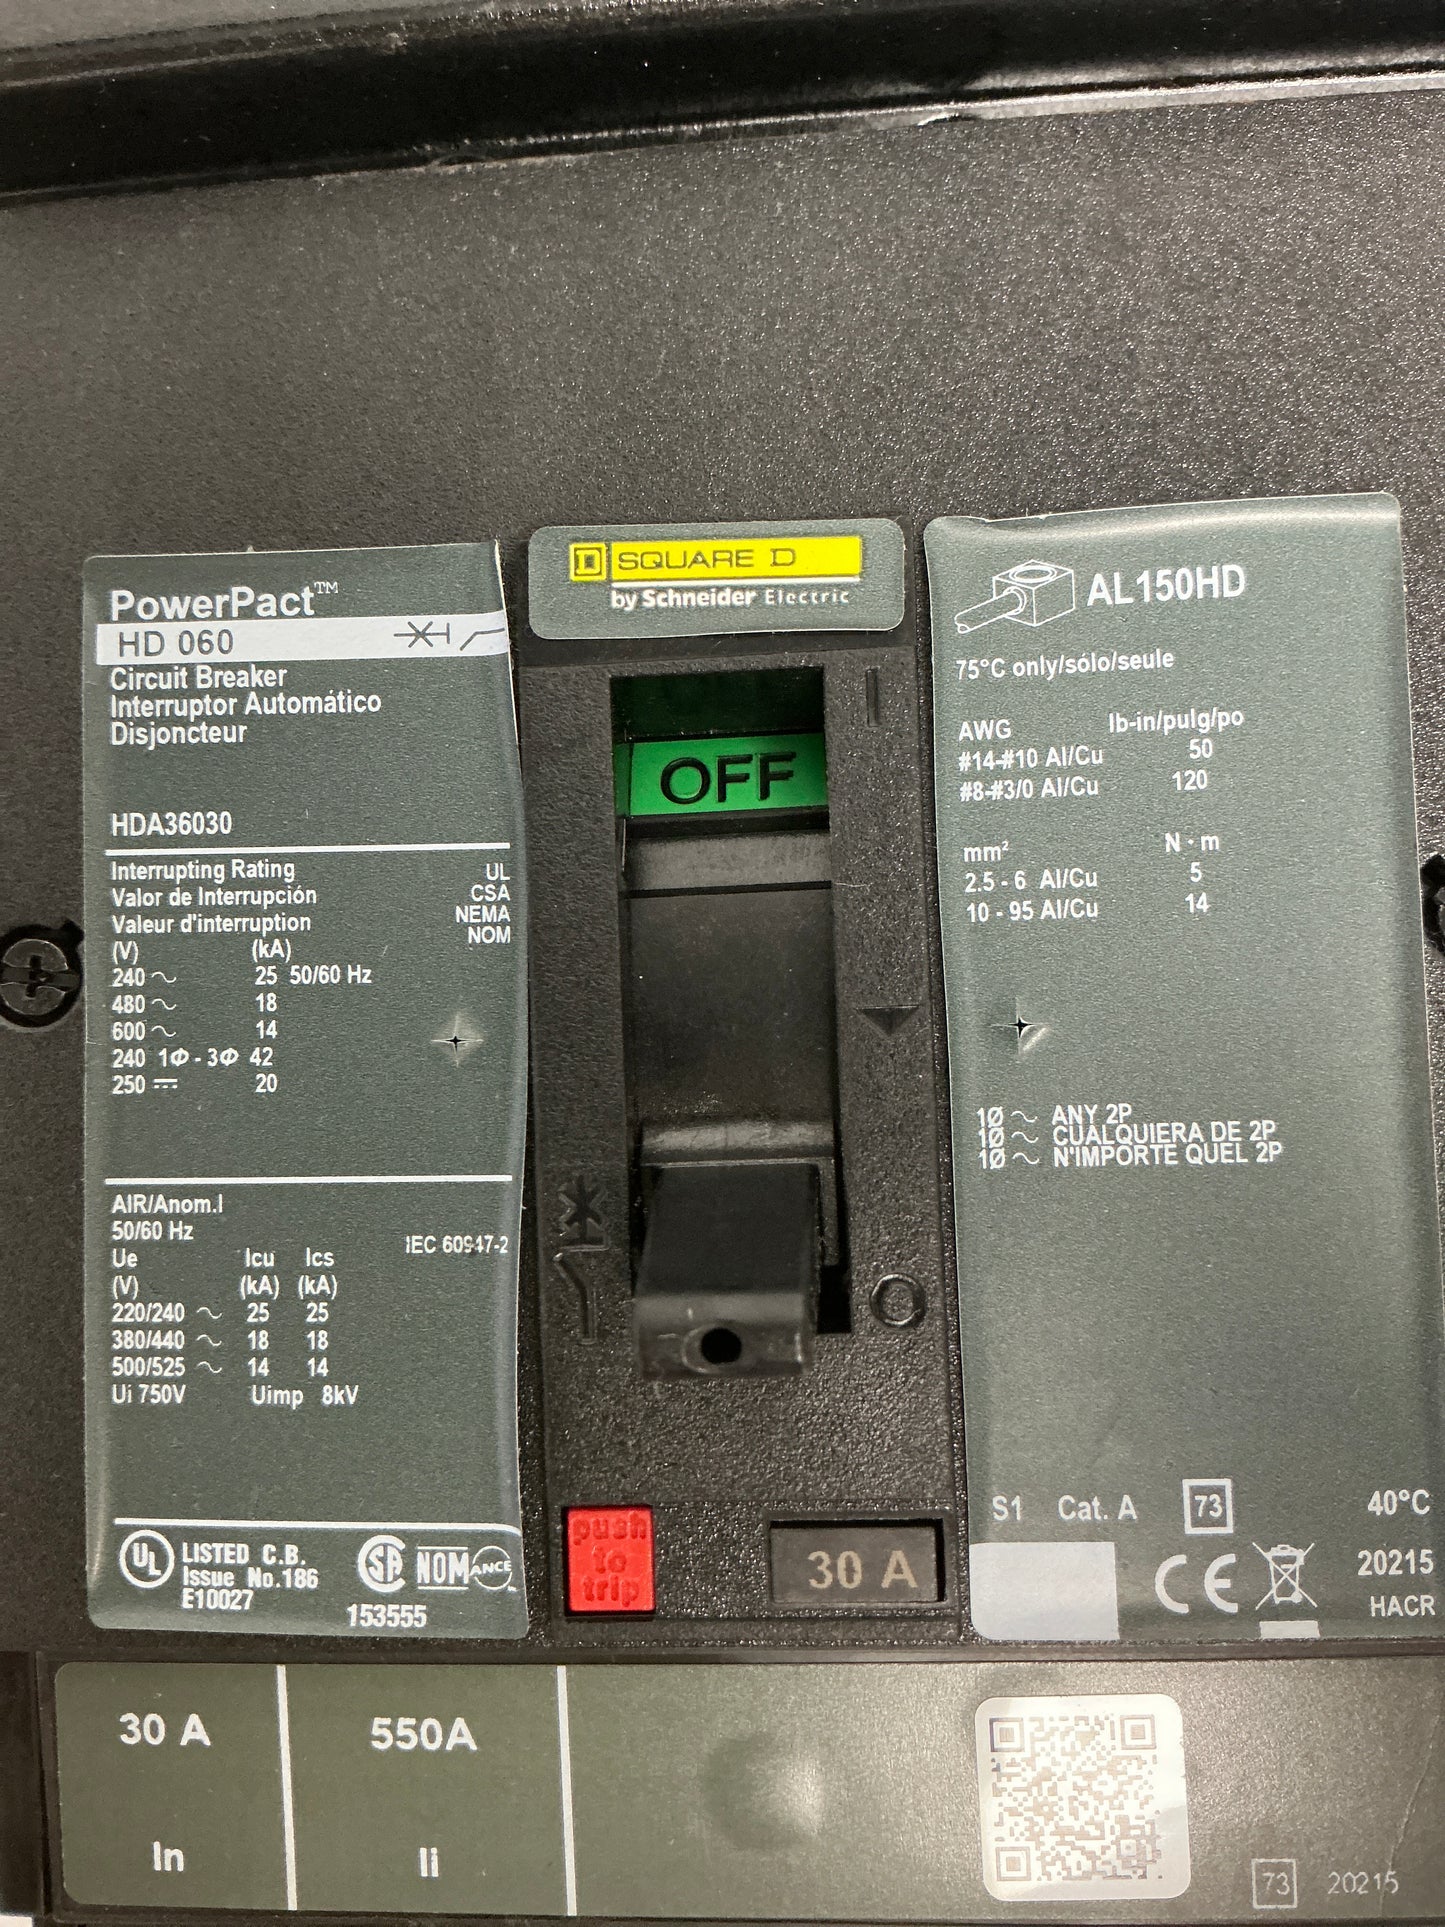 PowerPact™
HD 060
Circuit Breaker
Interruptor Automático
Disjoncteur
HDA36030
Interrupting Rating UL
Valor de Interrupción CSA
Valeur d'interruption NEMA
NOM
(V) (kA)
240 ~ 25 50/60 Hz
480 ~ 18
600 ~ 14
240 1Φ - 3Φ 42
250 ⎓ 20
AIR/Anom.I
50/60 Hz
IEC 60947-2
Ue Icu Ics
(V) (kA) (kA)
220/240 ~ 25 25
380/440 ~ 18 18
500/525 ~ 14 14
Ui 750V Uimp 8kV
UL LISTED C.B.
Issue No.186
E10027
SA NOM ANCE
153555
D SQUARE D
by Schneider Electric
I
OFF
O
push
to
trip
30 A
AL150HD
75°C only/sólo/seule
AWG lb-in/pulg/po
#14-#10 Al/Cu 50
#8-#3/0 Al/Cu 120
mm² N·m
2.5 - 6 Al/Cu 5
10 - 95 Al/Cu 14
1Ø ~ ANY 2P
1Ø ~ CUALQUIERA DE 2P
1Ø ~ N'IMPORTE QUEL 2P
S1 Cat. A 73 40°C
CE 20215
HACR
30 A 550A
In Ii
73 20215